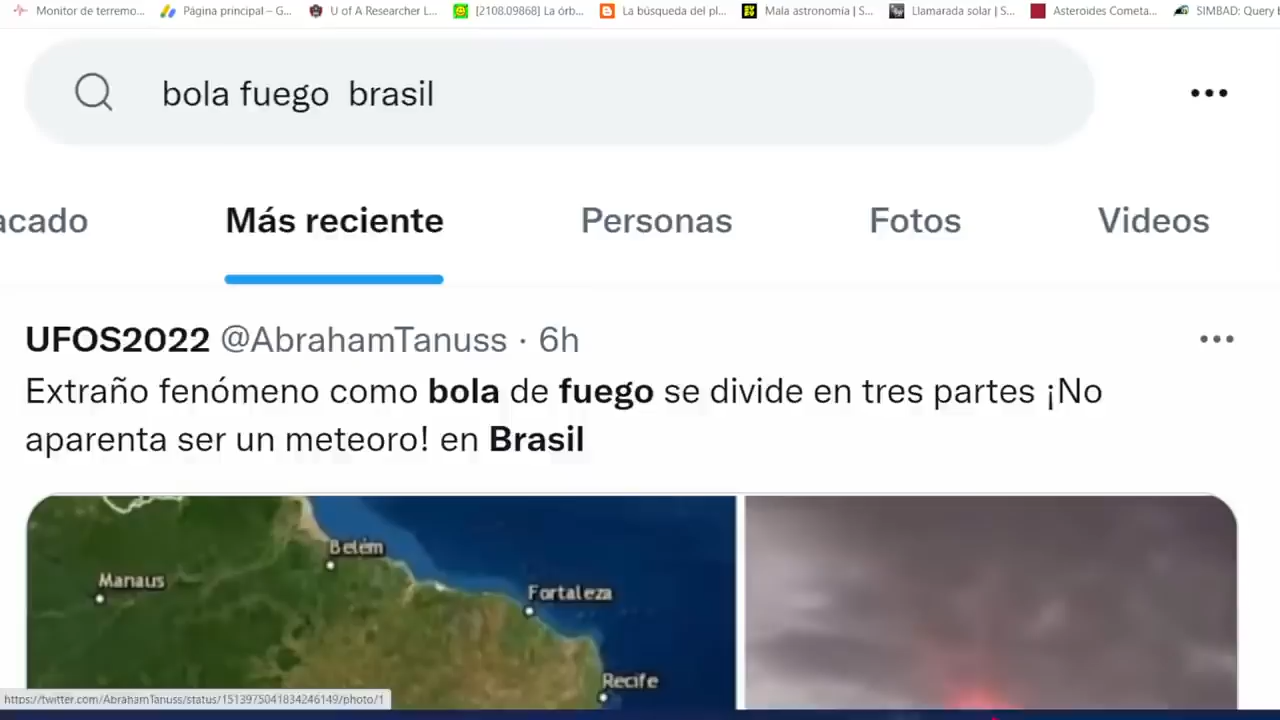 Monitor de terremo... Página principal – G... U of A Researcher L... [2108.09868] La órb... La búsqueda del pl... Mala astronomía | S... Llamarada solar | S... Asteroides Cometa... SIMBAD: Query b
bola fuego brasil
acado Más reciente Personas Fotos Videos
UFOS2022 @AbrahamTanuss · 6h
Extraño fenómeno como bola de fuego se divide en tres partes ¡No
aparenta ser un meteoro! en Brasil
Belém
Manaus
Fortaleza
Recife
https://twitter.com/AbrahamTanuss/status/1513975041834246149/photo/1